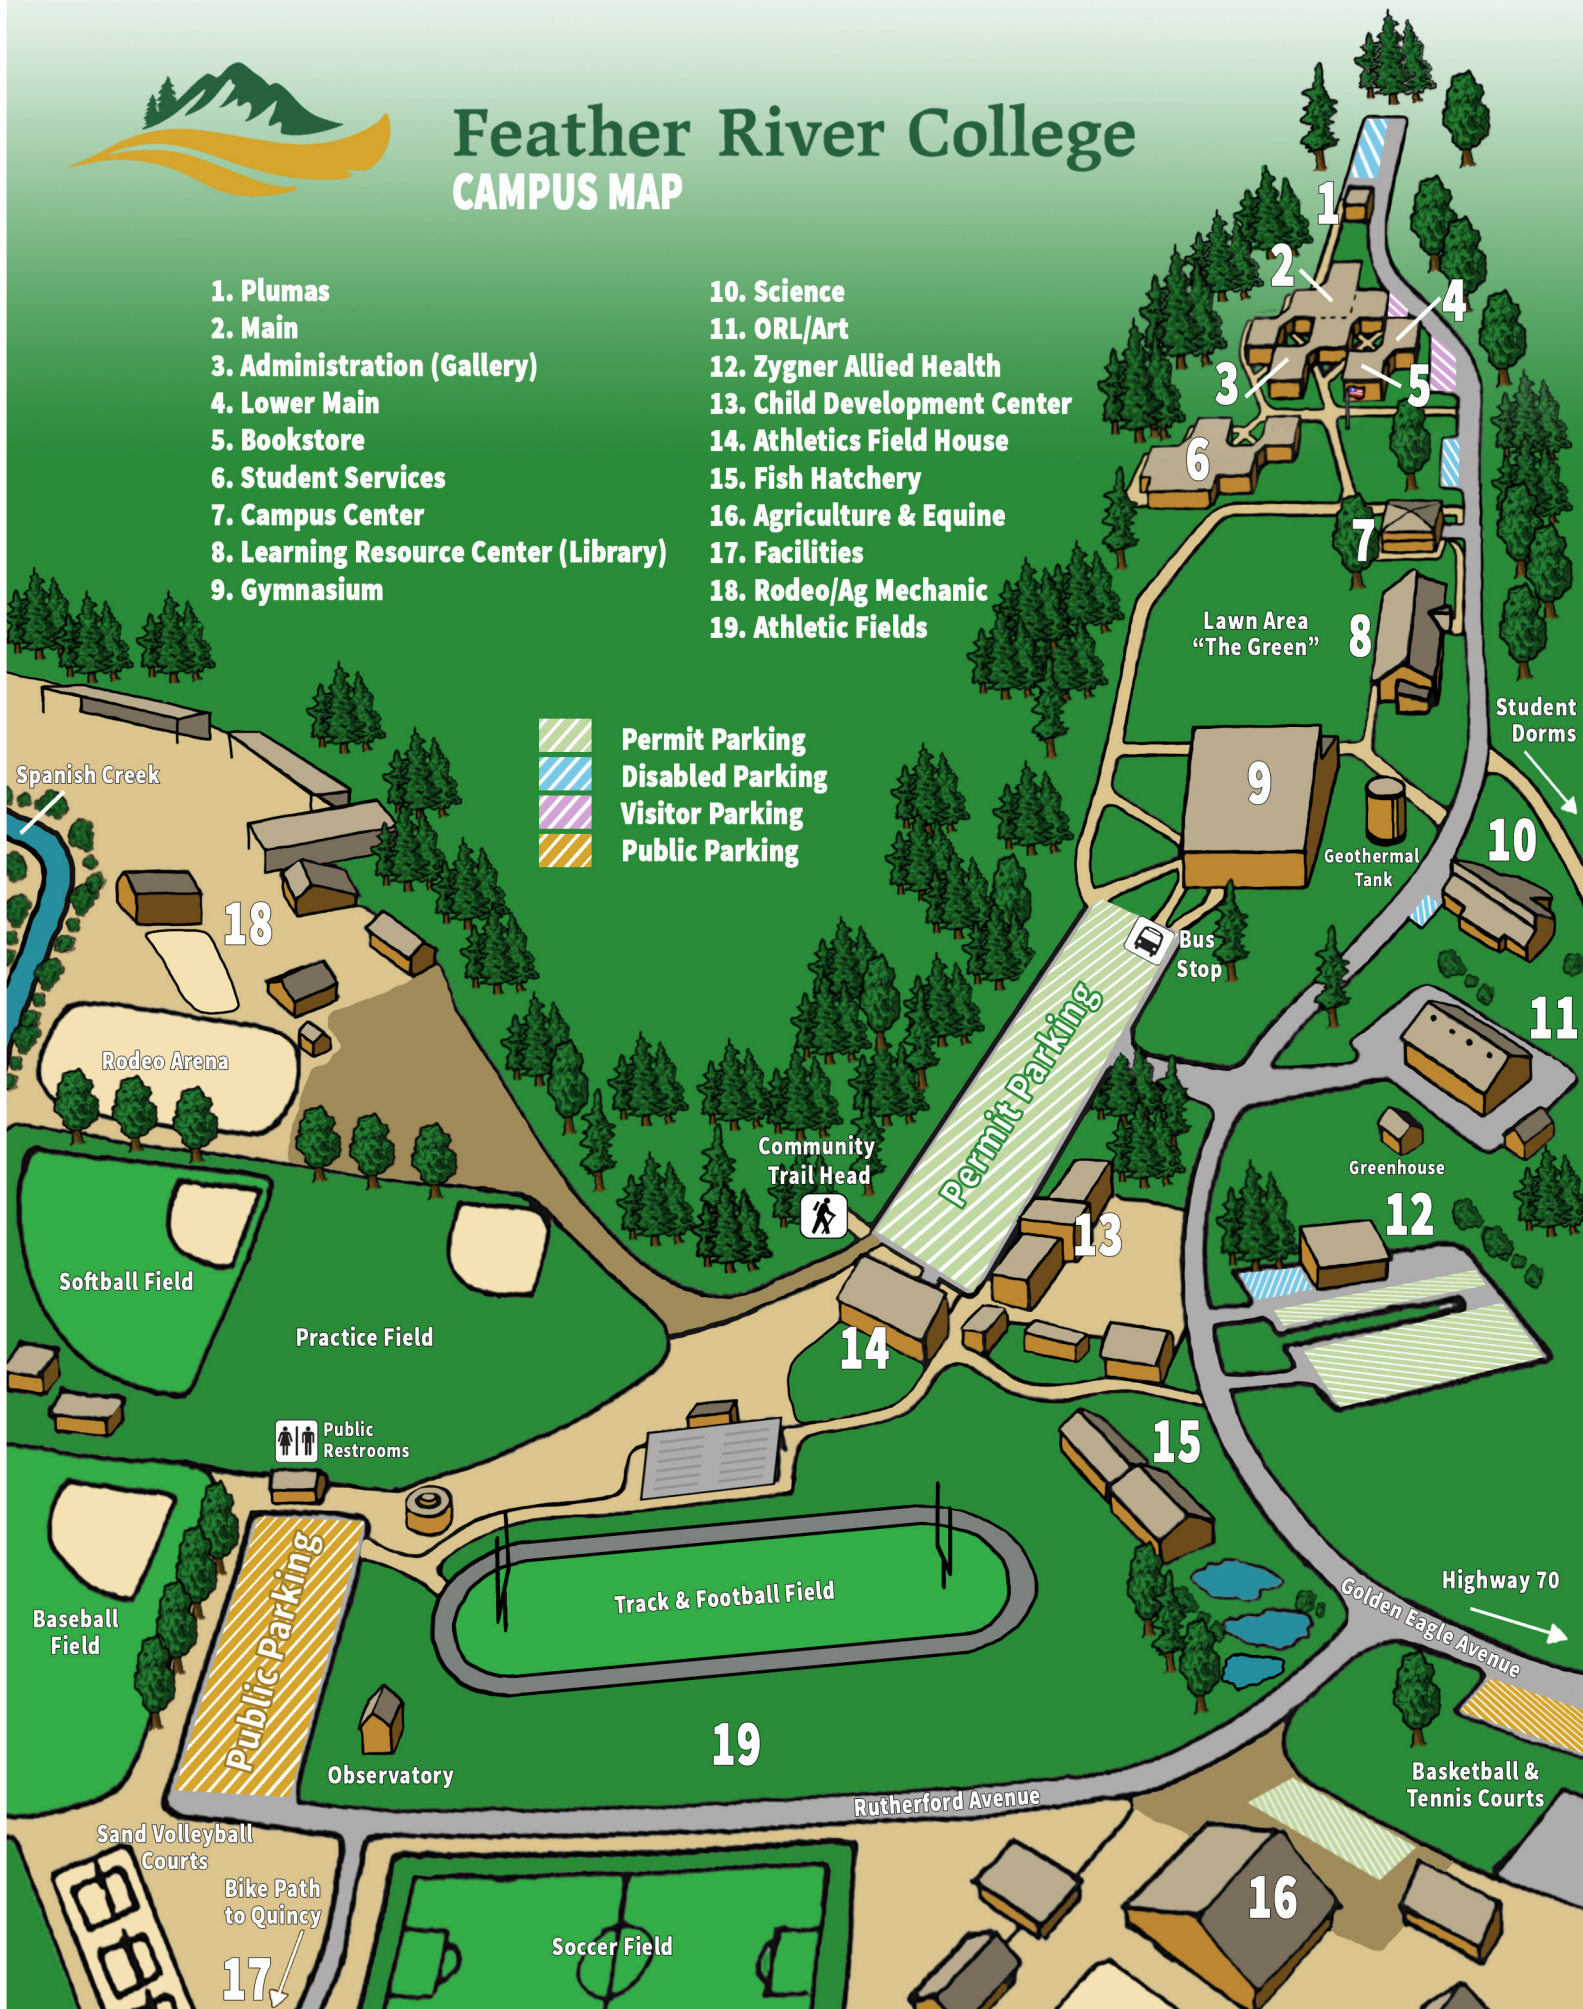 Feather River College
CAMPUS MAP
1. Plumas
2. Main
3. Administration (Gallery)
4. Lower Main
5. Bookstore
6. Student Services
7. Campus Center
8. Learning Resource Center (Library)
9. Gymnasium
10. Science
11. ORL/Art
12. Zygner Allied Health
13. Child Development Center
14. Athletics Field House
15. Fish Hatchery
16. Agriculture & Equine
17. Facilities
18. Rodeo/Ag Mechanic
19. Athletic Fields
Permit Parking
Disabled Parking
Visitor Parking
Public Parking
1
2
4
3
5
6
7
Lawn Area
“The Green”
8
Student
Dorms
Spanish Creek
9
10
Geothermal
Tank
18
Bus
Stop
11
Rodeo Arena
Permit Parking
Community
Trail Head
Greenhouse
12
13
Softball Field
Practice Field
14
Public
Restrooms
15
Public Parking
Track & Football Field
Baseball
Field
Highway 70
Golden Eagle Avenue
19
Observatory
Basketball &
Tennis Courts
Rutherford Avenue
Sand Volleyball
Courts
Bike Path
to Quincy
16
Soccer Field
17